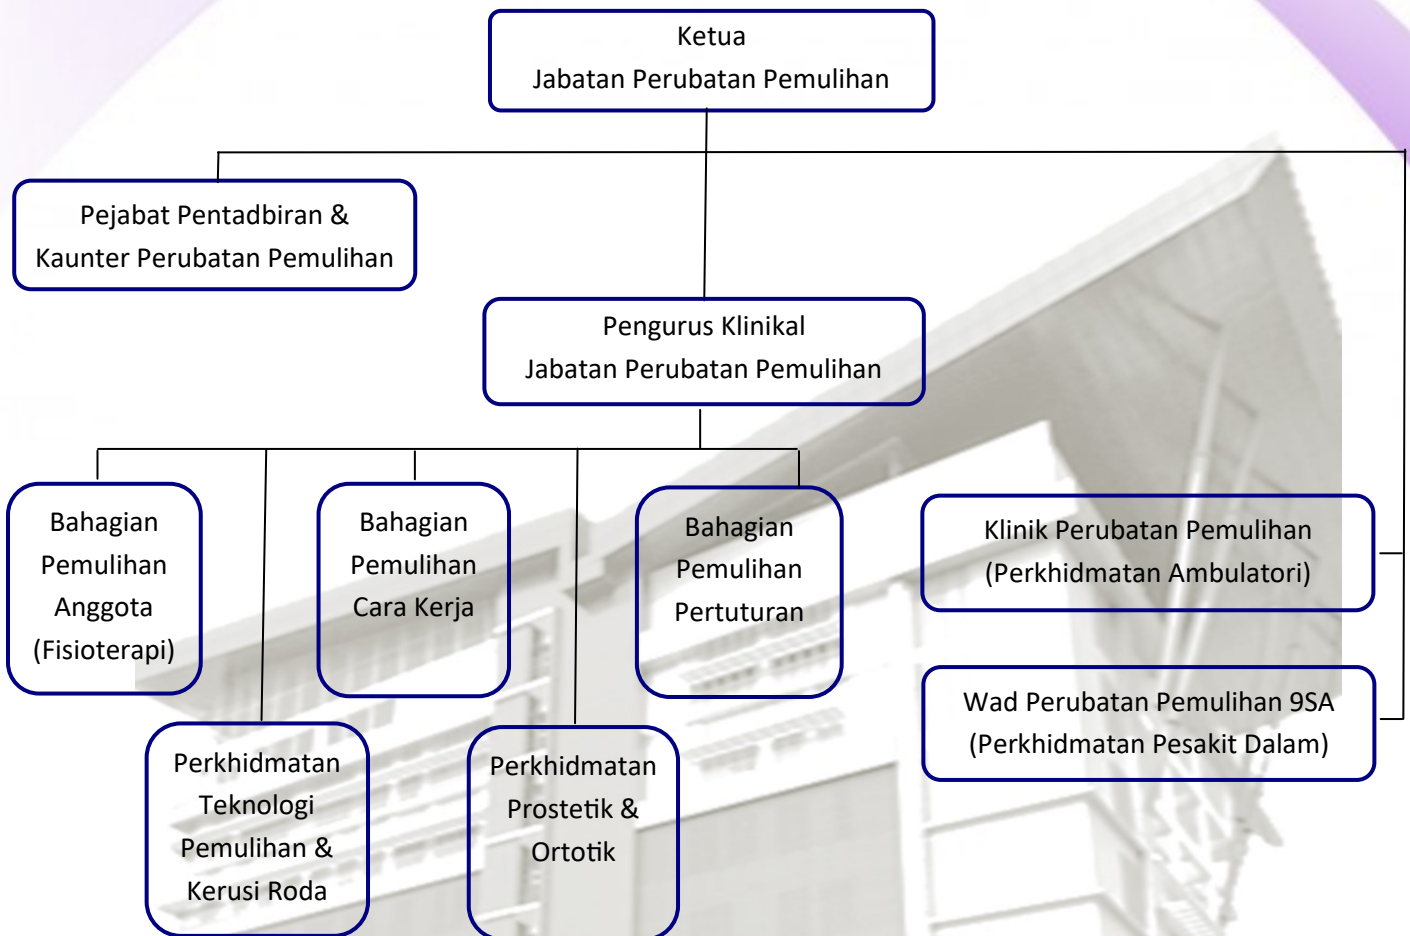 Ketua
Jabatan Perubatan Pemulihan
Pejabat Pentadbiran &
Kaunter Perubatan Pemulihan
Pengurus Klinikal
Jabatan Perubatan Pemulihan
Bahagian
Pemulihan
Anggota
(Fisioterapi)
Bahagian
Pemulihan
Cara Kerja
Bahagian
Pemulihan
Pertuturan
Klinik Perubatan Pemulihan
(Perkhidmatan Ambulatori)
Wad Perubatan Pemulihan 9SA
(Perkhidmatan Pesakit Dalam)
Perkhidmatan
Teknologi
Pemulihan &
Kerusi Roda
Perkhidmatan
Prostetik &
Ortotik